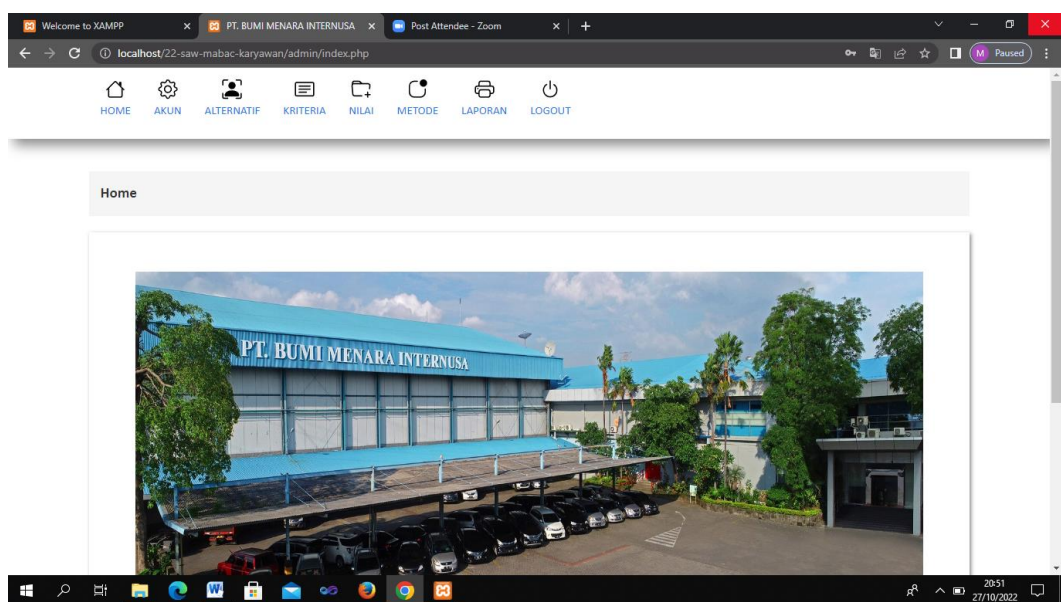 Welcome to XAMPP
PT. BUMI MENARA INTERNUSA
Post Attendee - Zoom
localhost/22-saw-mabac-karyawan/admin/index.php
M Paused
HOME AKUN ALTERNATIF KRITERIA NILAI METODE LAPORAN LOGOUT
Home
PT. BUMI MENARA INTERNUSA
20:51
27/10/2022